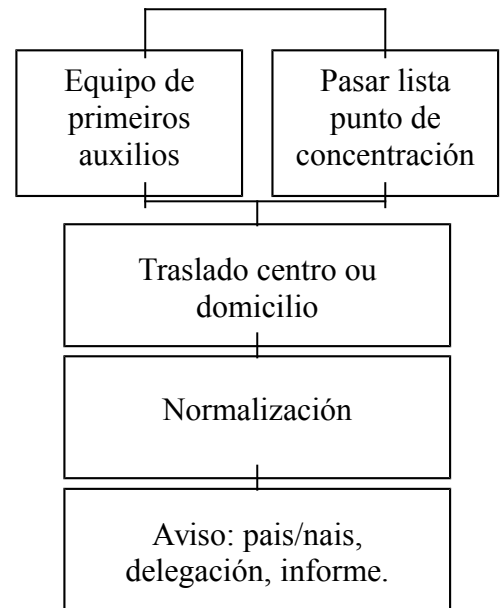 Equipo de
primeiros
auxilios
Pasar lista
punto de
concentración
Traslado centro ou
domicilio
Normalización
Aviso: pais/nais,
delegación, informe.